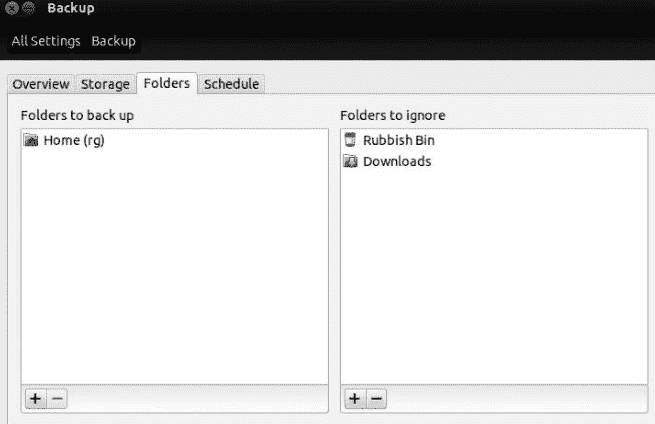 Backup
All Settings Backup
Overview Storage Folders Schedule
Folders to back up
Home (rg)
Folders to ignore
Rubbish Bin
Downloads